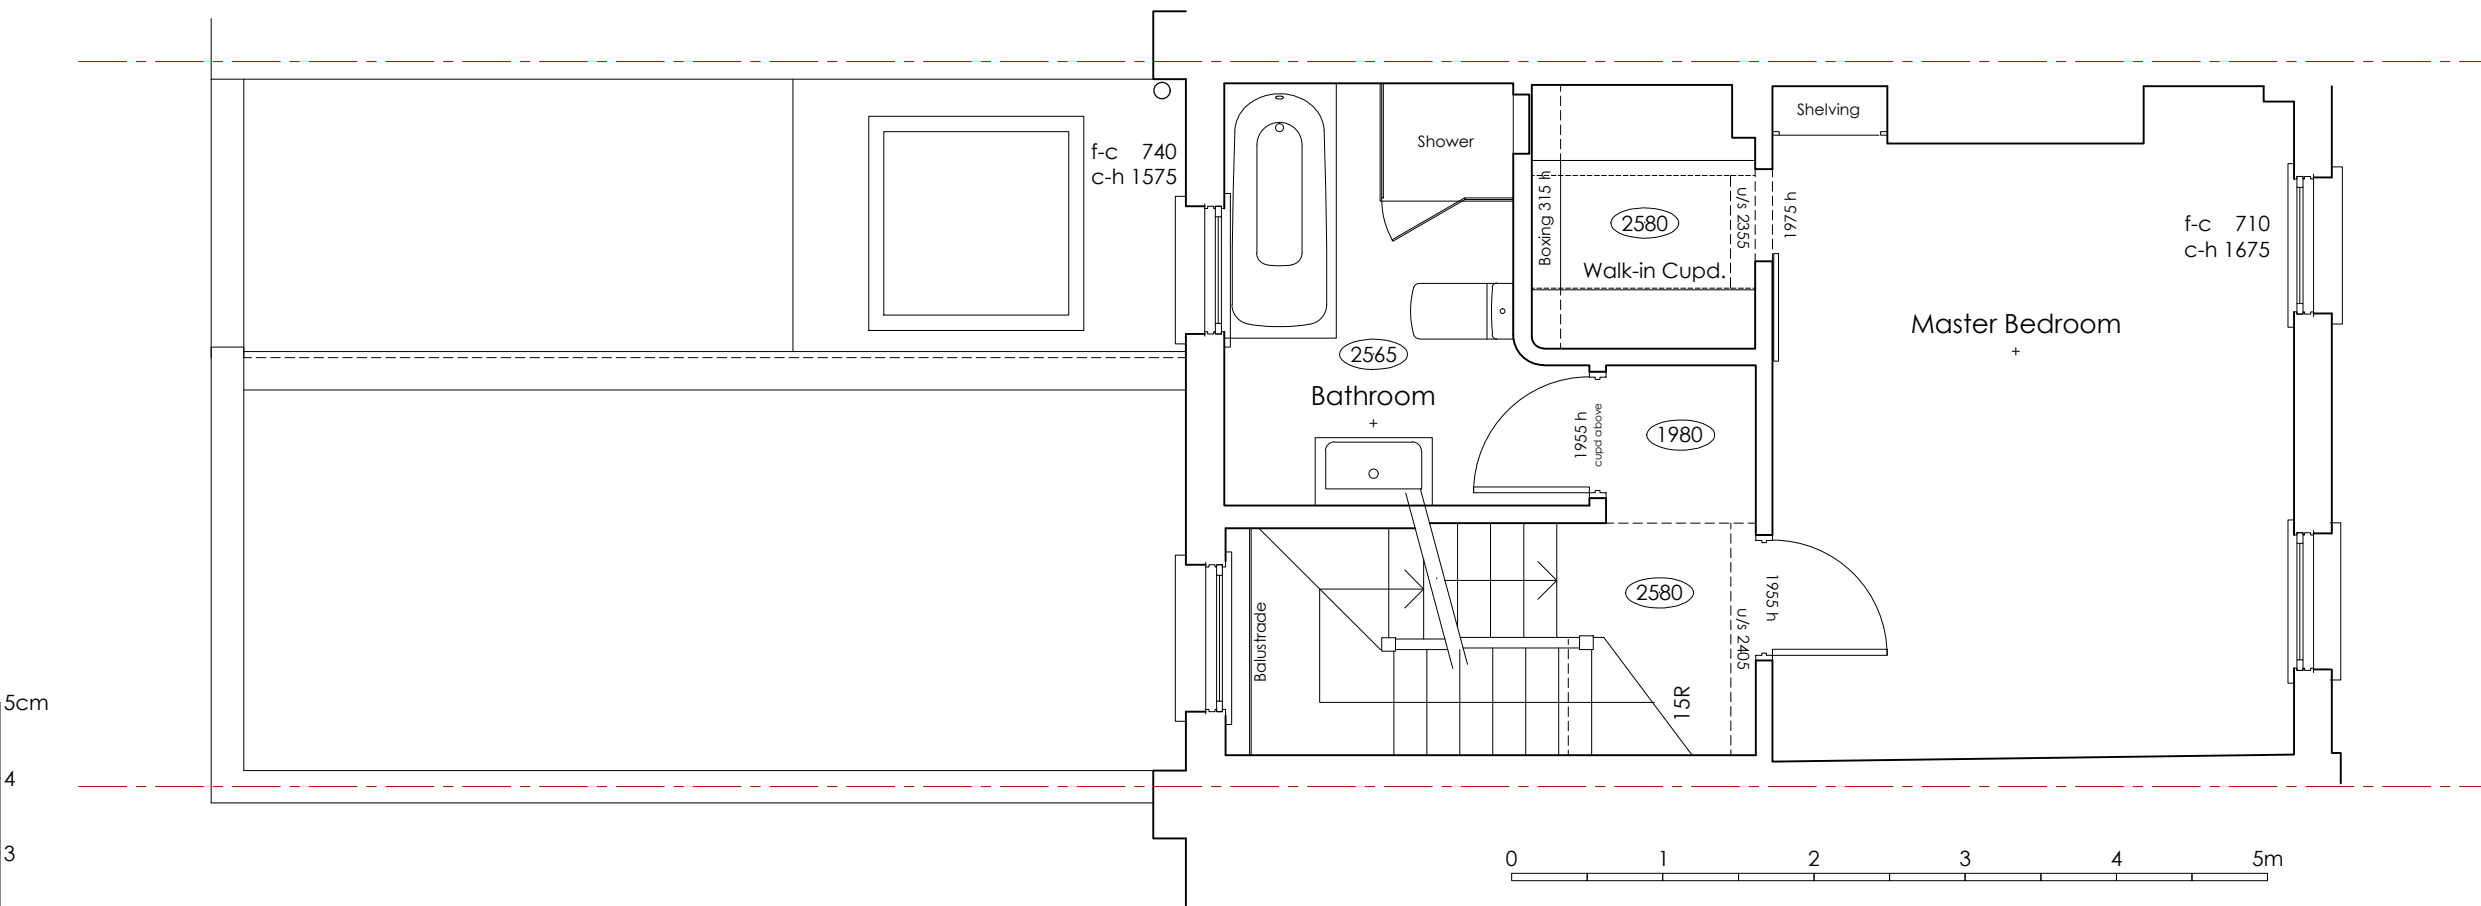 f-c 740
c-h 1575
Shower
Shelving
Boxing 315 h
2580
u/s 2355
1975 h
Walk-in Cupd.
f-c 710
c-h 1675
Master Bedroom
+
2565
Bathroom
+
1955 h
cupd above
1980
2580
Balustrade
15R
u/s 2405
1955 h
5cm
4
3
0 1 2 3 4 5m